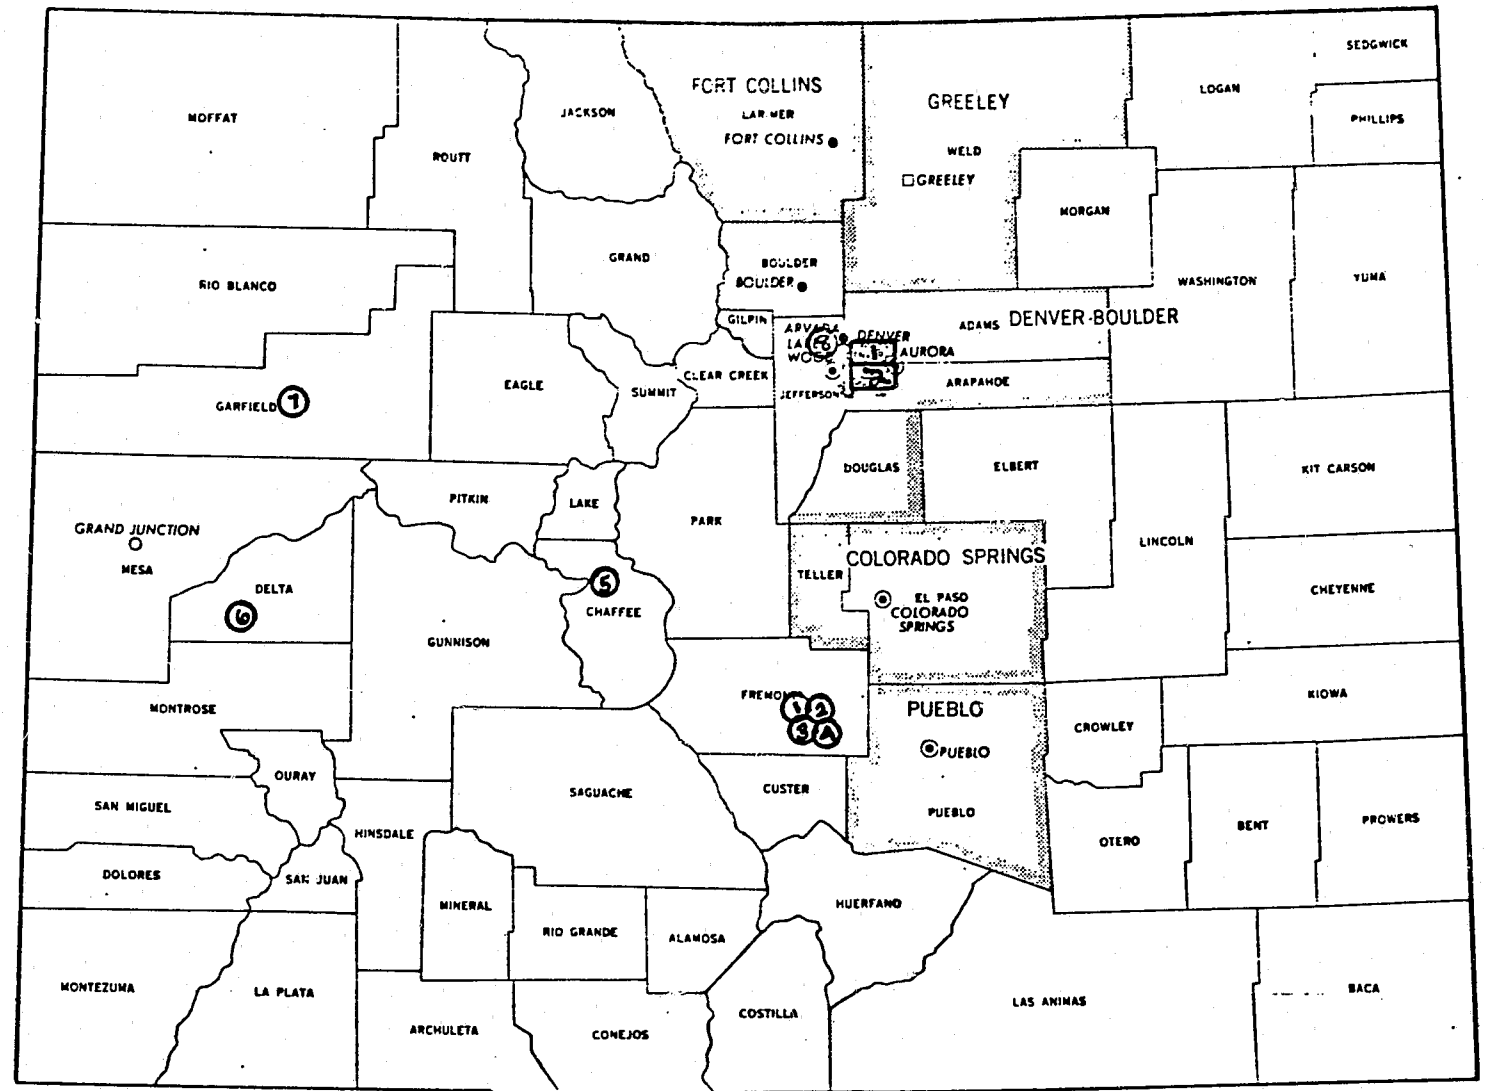 SEDGWICK
FORT COLLINS
LOGAN
GREELEY
MOFFAT
JACKSON
LARIMER
PHILLIPS
FORT COLLINS
ROUTT
WELD
GREELEY
MORGAN
GRAND
BOULDER
BOULDER
RIO BLANCO
WASHINGTON
YUMA
GILPIN
ADAMS
DENVER-BOULDER
ARVADA
DENVER
8
1
AURORA
CLEAR CREEK
2
EAGLE
SUMMIT
ARAPAHOE
JEFFERSON
GARFIELD 7
DOUGLAS
ELBERT
KIT CARSON
PITKIN
LAKE
PARK
GRAND JUNCTION
MESA
LINCOLN
COLORADO SPRINGS
TELLER
DELTA
5
EL PASO
COLORADO
SPRINGS
CHEYENNE
6
CHAFFEE
GUNNISON
FREMONT
1 2
3 4
KIOWA
MONTROSE
PUEBLO
CROWLEY
PUEBLO
OURAY
SAGUACHE
CUSTER
SAN MIGUEL
PUEBLO
HINSDALE
OTERO
BENT
PROWERS
DOLORES
SAN JUAN
MINERAL
HUERFANO
RIO GRANDE
ALAMOSA
MONTEZUMA
LA PLATA
BACA
LAS ANIMAS
COSTILLA
ARCHULETA
CONEJOS